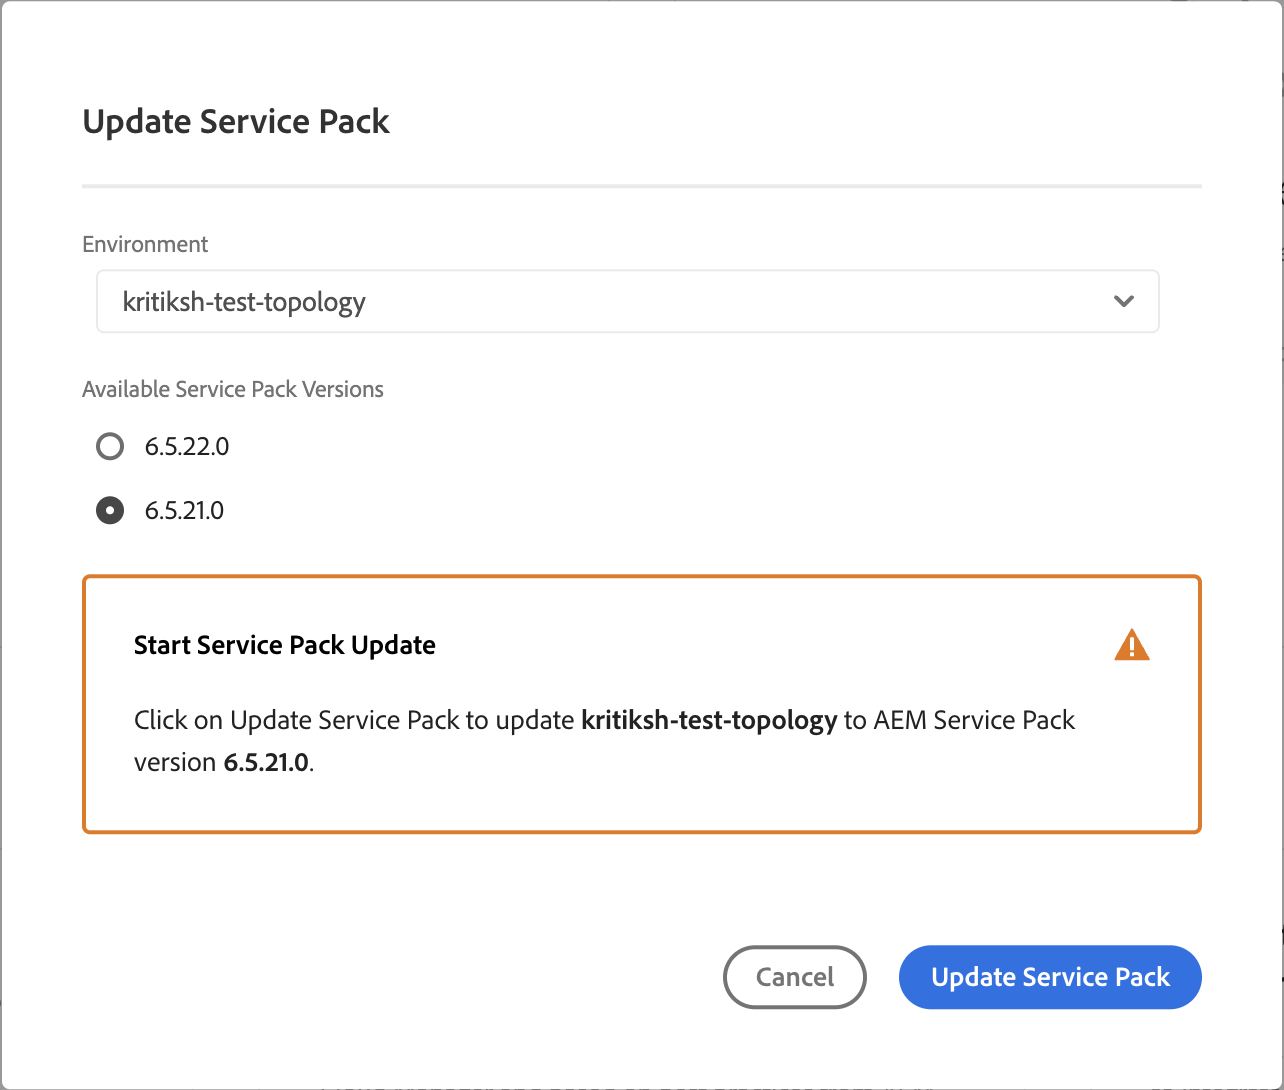 Update Service Pack
Environment
kritiksh-test-topology
Available Service Pack Versions
6.5.22.0
6.5.21.0
Start Service Pack Update
Click on Update Service Pack to update kritiksh-test-topology to AEM Service Pack
version 6.5.21.0.
Cancel
Update Service Pack